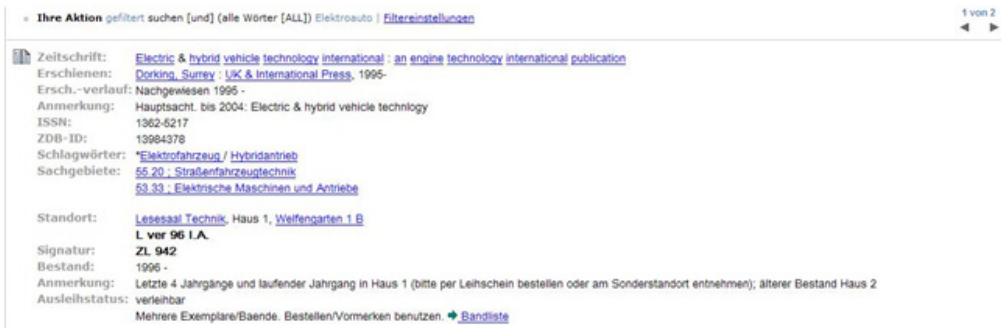 Ihre Aktion gefiltert suchen [und] (alle Wörter [ALL]) Elektroauto | Filtereinstellungen
1 von 2
Zeitschrift: Electric & hybrid vehicle technology international : an engine technology international publication
Erschienen: Dorking, Surrey : UK & International Press, 1995-
Ersch.-verlauf: Nachgewiesen 1995 -
Anmerkung: Hauptsacht. bis 2004: Electric & hybrid vehicle technlogy
ISSN: 1362-5217
ZDB-ID: 13984378
Schlagwörter: *Elektrofahrzeug / Hybridantrieb
Sachgebiete: 55.20 ; Straßenfahrzeugtechnik
53.33 ; Elektrische Maschinen und Antriebe
Standort: Lesesaal Technik, Haus 1, Welfengarten 1 B
L ver 96 I.A.
Signatur: ZL 942
Bestand: 1996 -
Anmerkung: Letzte 4 Jahrgänge und laufender Jahrgang in Haus 1 (bitte per Leihschein bestellen oder am Sonderstandort entnehmen); älterer Bestand Haus 2
Ausleihstatus: verleihbar
Mehrere Exemplare/Baende. Bestellen/Vormerken benutzen. Bandliste